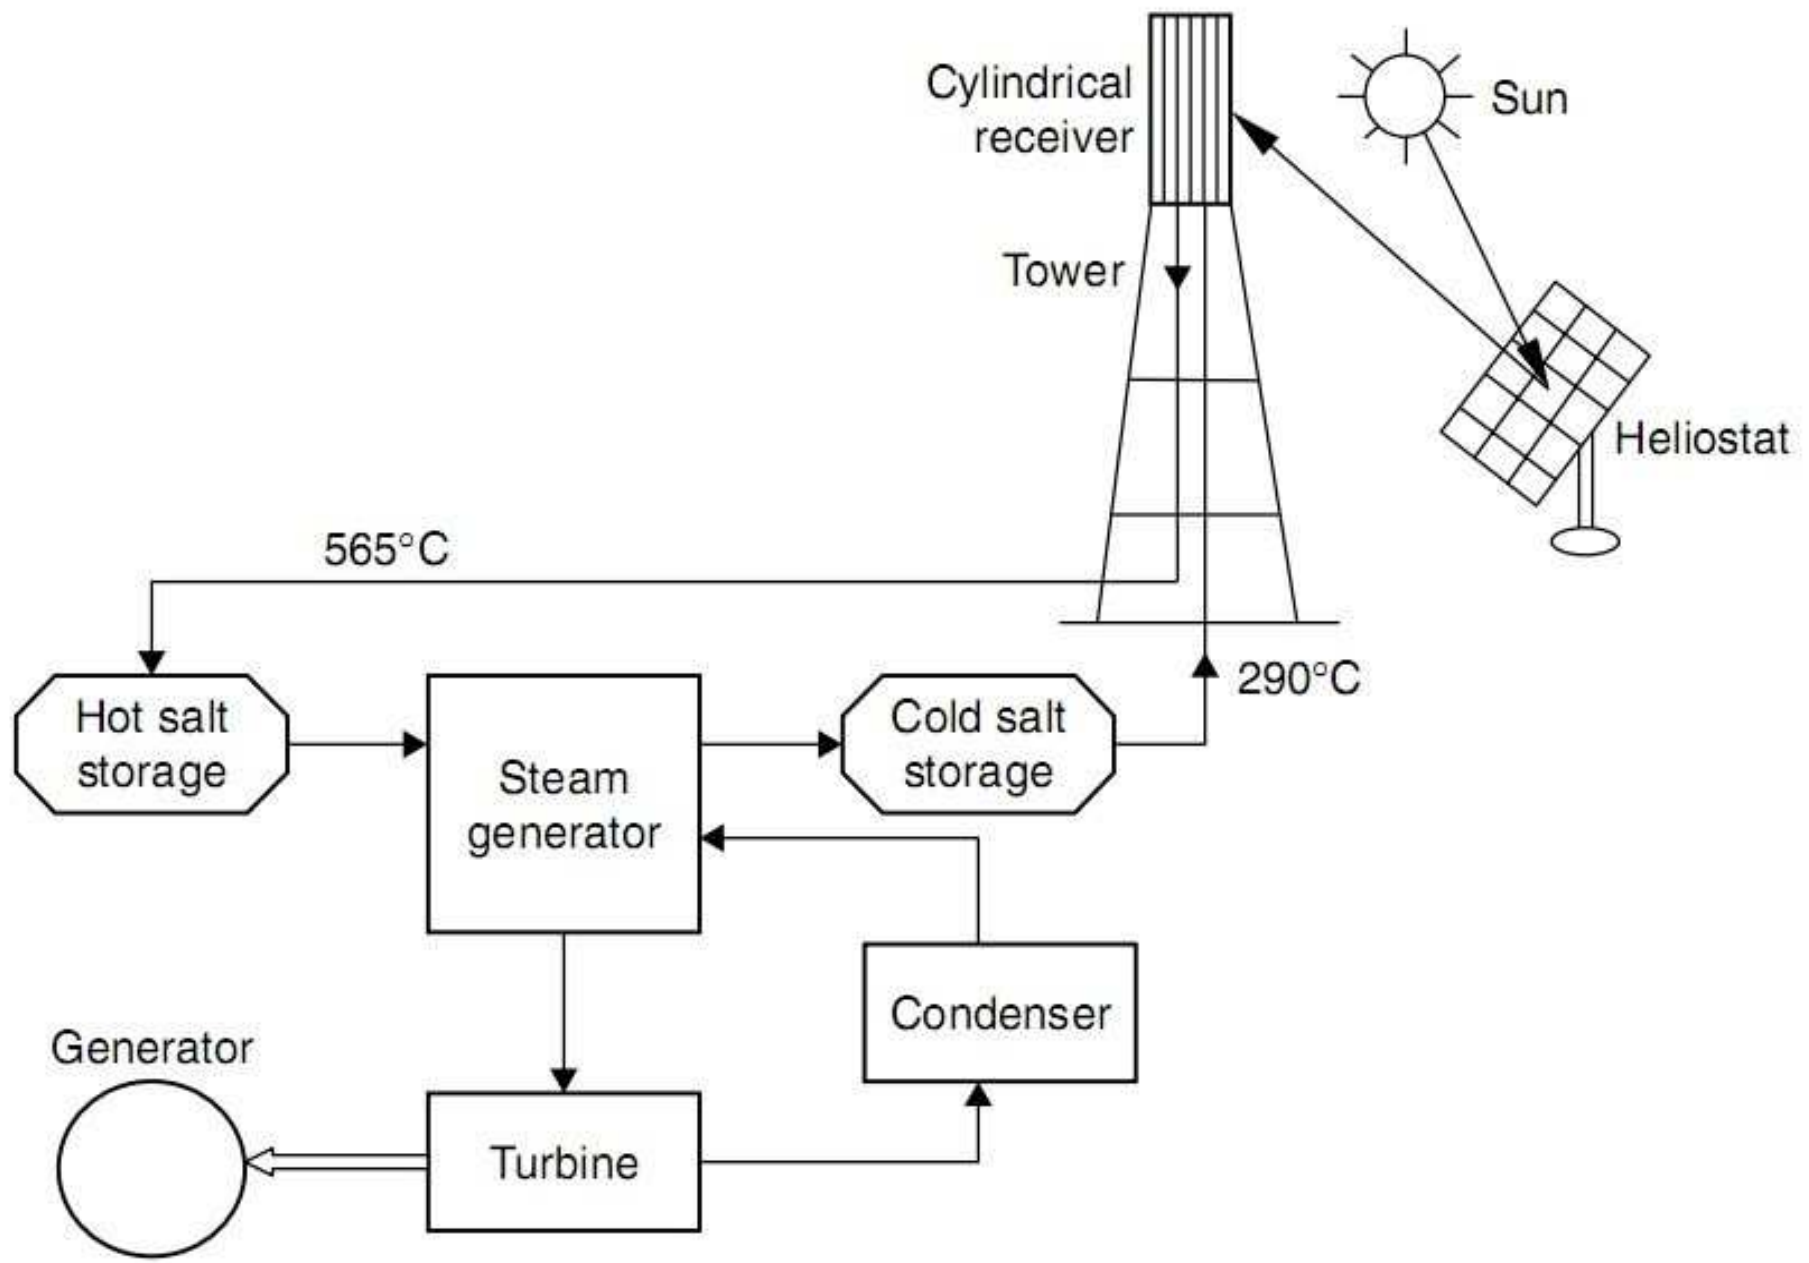 Cylindrical
receiver
Sun
Tower
Heliostat
565°C
290°C
Hot salt
storage
Steam
generator
Cold salt
storage
Condenser
Generator
Turbine